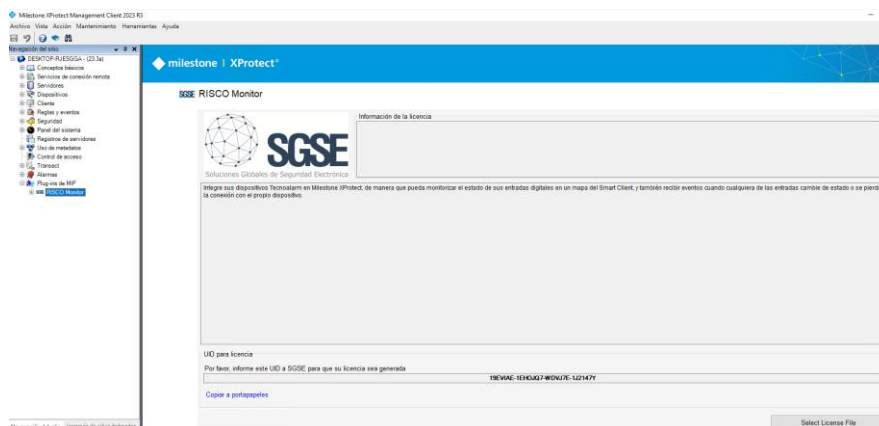 Milestone XProtect Management Client 2023 R3
Archivo Vista Acción Mantenimiento Herramientas Ayuda
Navegación del sitio
DESKTOP-RJESGGA - (23.3a)
Conceptos básicos
Servicios de conexión remota
Servidores
Dispositivos
Cliente
Reglas y eventos
Seguridad
Panel del sistema
Registros de servidores
Uso de metadatos
Control de acceso
Transact
Alarmas
Plug-ins de MIP
RISCO Monitor
milestone XProtect®
SGSE RISCO Monitor
SGSE
Soluciones Globales de Seguridad Electrónica
Información de la licencia
Integre sus dispositivos Tecnoalarm en Milestone XProtect, de manera que pueda monitorizar el estado de sus entradas digitales en un mapa del Smart Client, y también recibir eventos cuando cualquiera de las entradas cambie de estado o se pierda
la conexión con el propio dispositivo.
UID para licencia
Por favor, informe este UID a SGSE para que su licencia sea generada
Copiar a portapapeles
Select License File